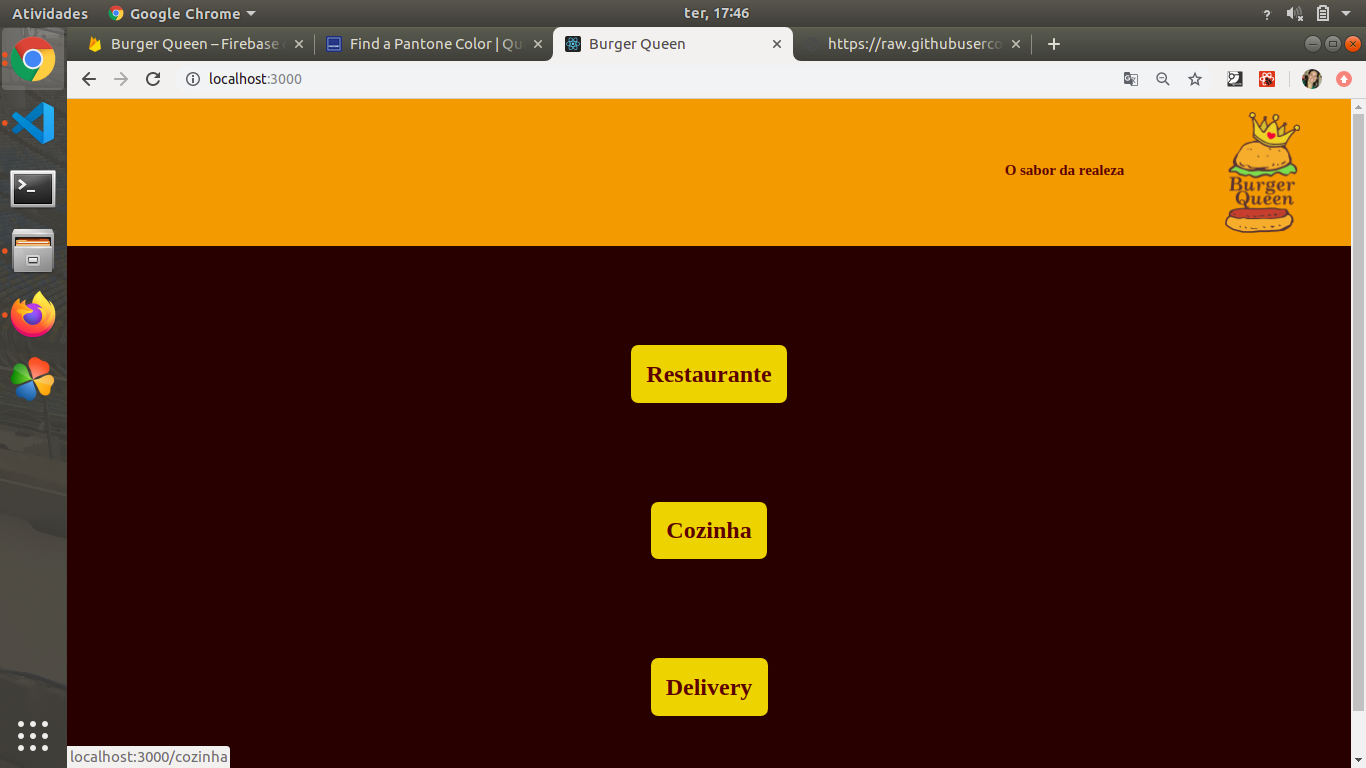 Atividades Google Chrome ter, 17:46 ?
Burger Queen – Firebase Find a Pantone Color | Qu Burger Queen https://raw.githubuserco
localhost:3000
O sabor da realeza
Burger
Queen
Restaurante
Cozinha
Delivery
localhost:3000/cozinha